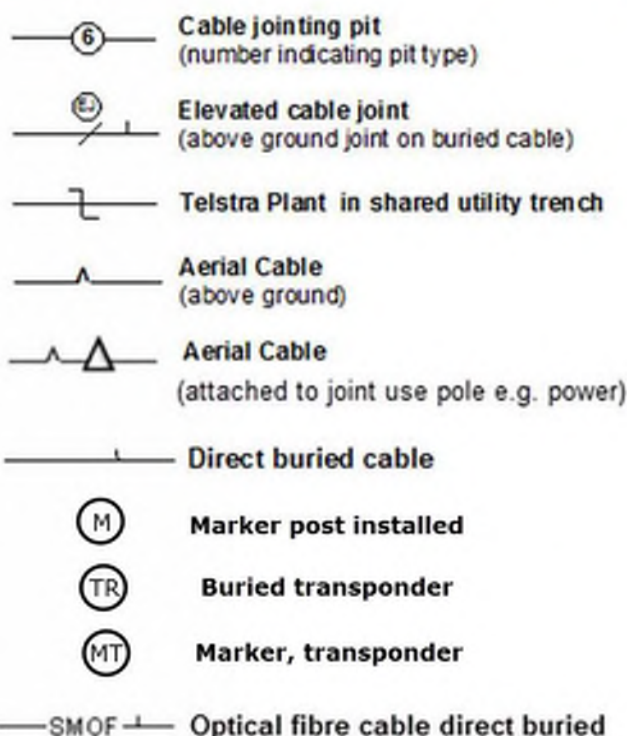 6 Cable jointing pit
(number indicating pit type)
EJ Elevated cable joint
(above ground joint on buried cable)
Telstra Plant in shared utility trench
Aerial Cable
(above ground)
Aerial Cable
(attached to joint use pole e.g. power)
Direct buried cable
M Marker post installed
TR Buried transponder
MT Marker, transponder
SMOF Optical fibre cable direct buried